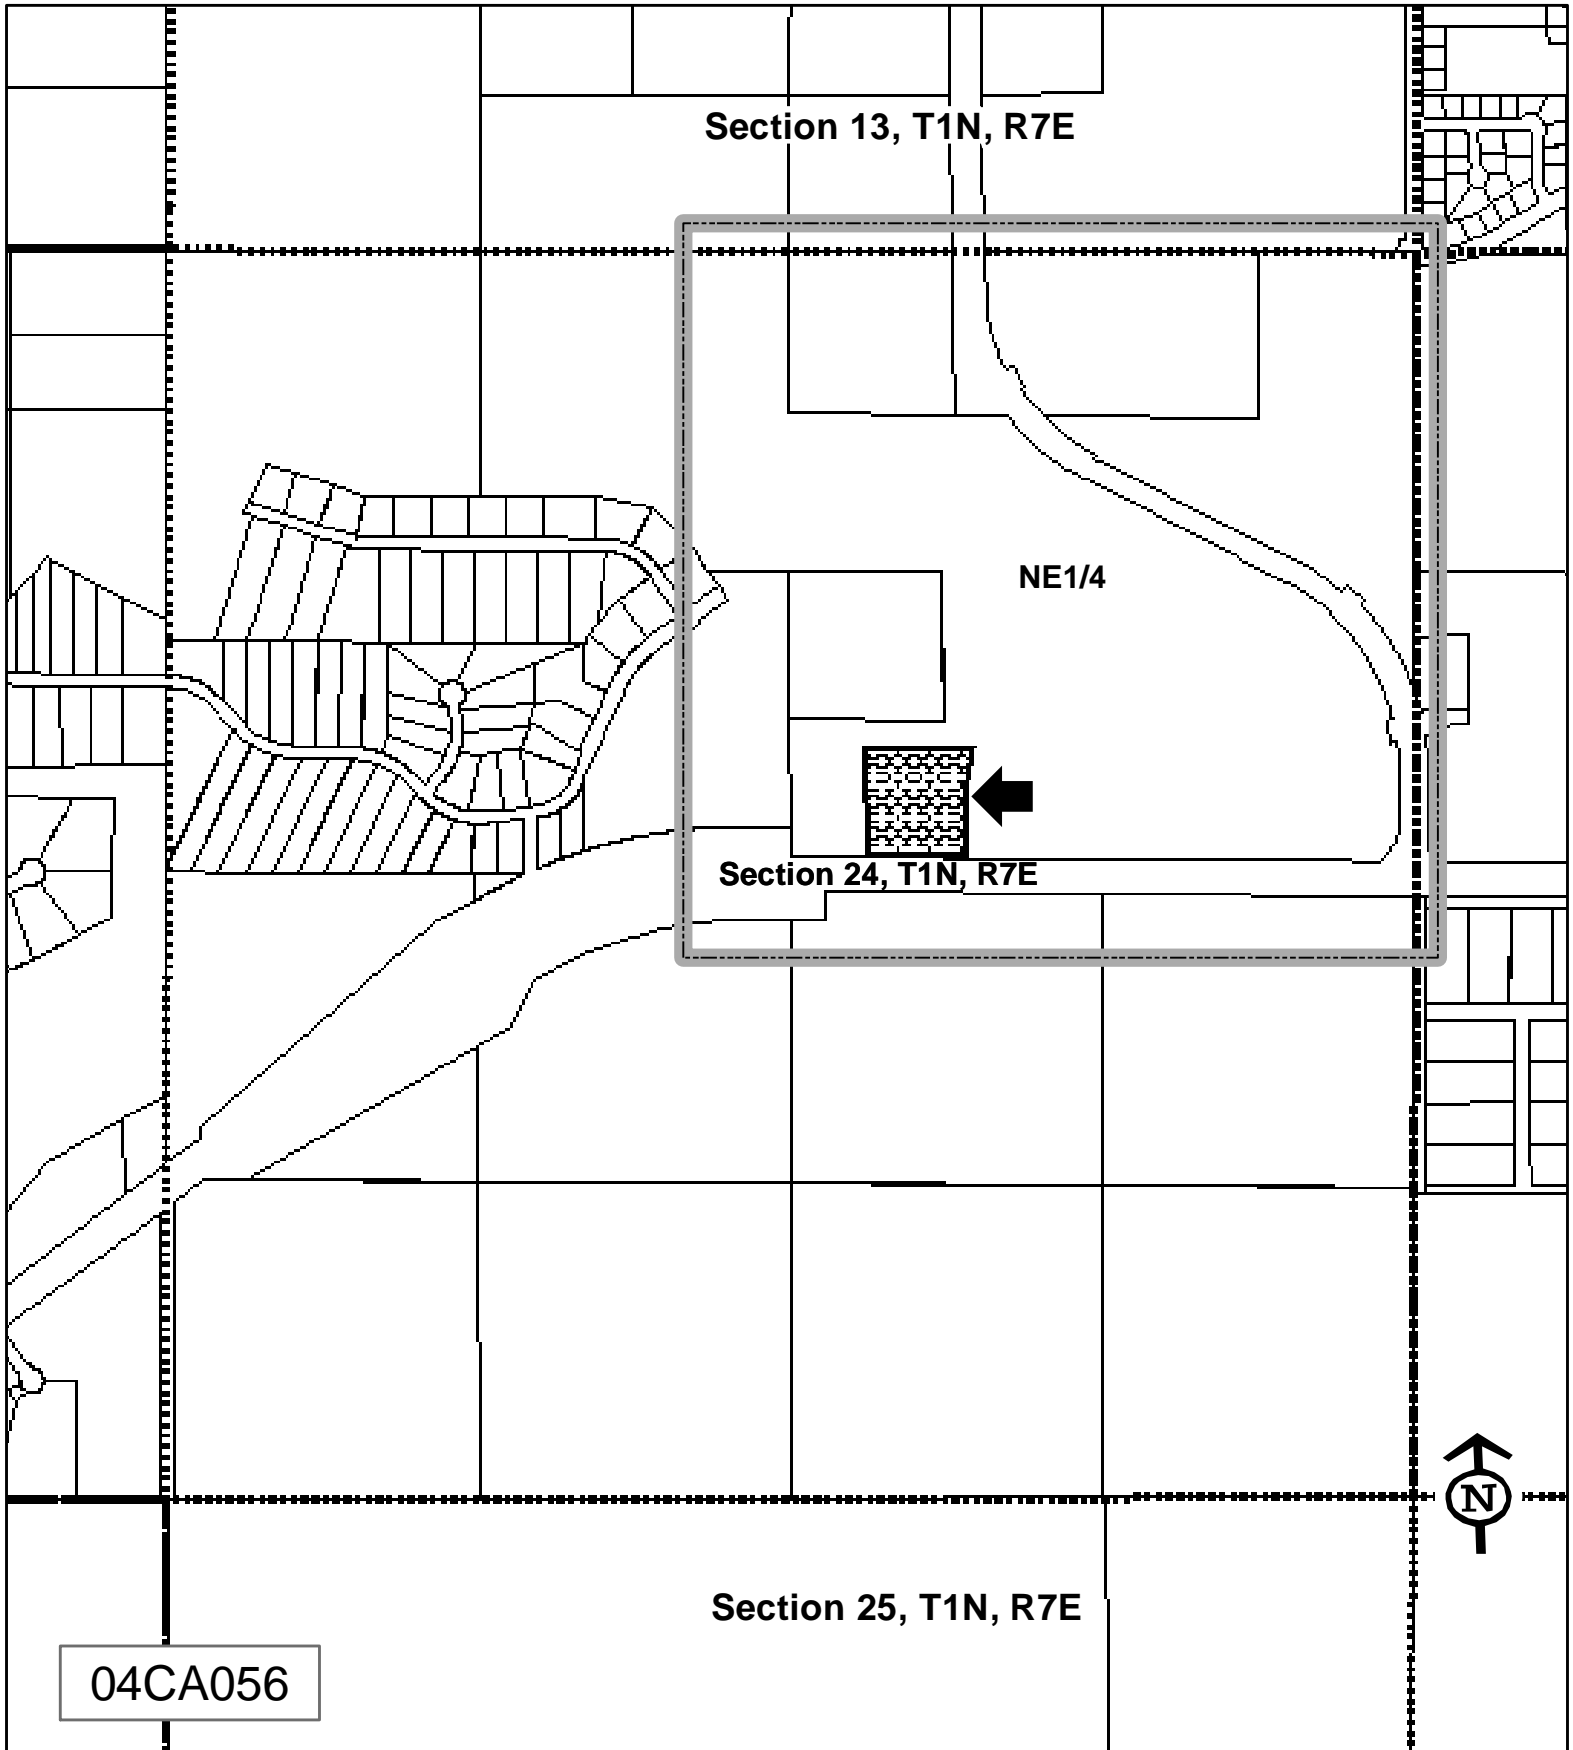 Section 13, T1N, R7E
NE1/4
Section 24, T1N, R7E
N
Section 25, T1N, R7E
04CA056